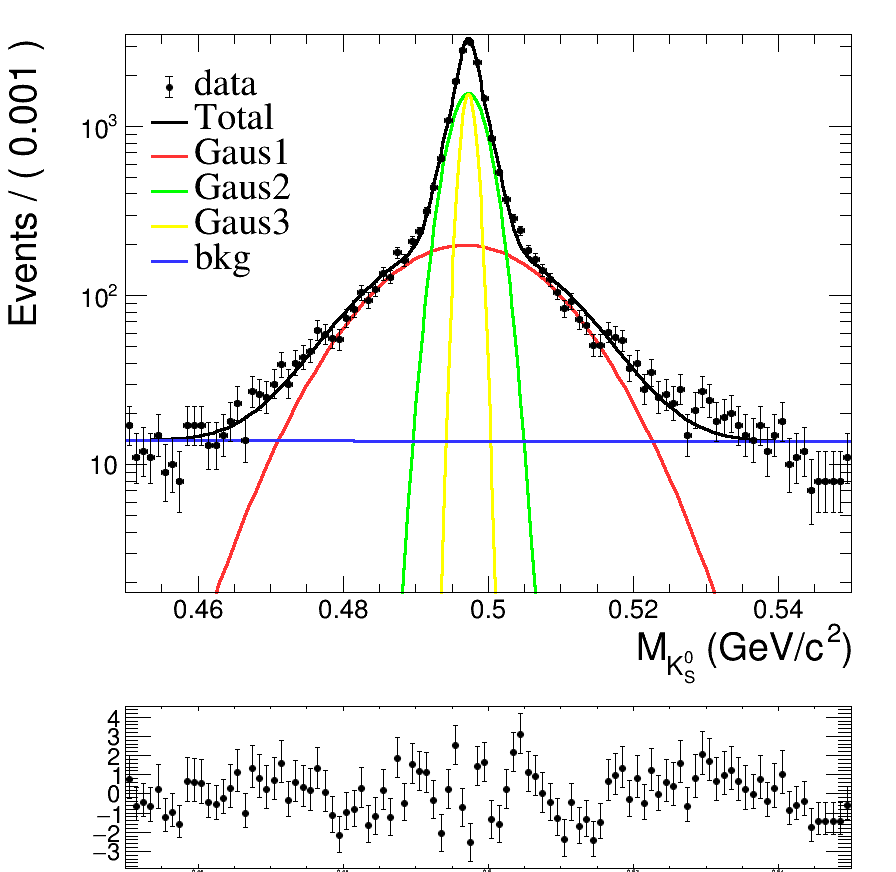 Events / ( 0.001 )
10³
10²
10
data
Total
Gaus1
Gaus2
Gaus3
bkg
0.46 0.48 0.5 0.52 0.54
M_{K_S^0} (GeV/c²)
4
3
2
1
0
−1
−2
−3